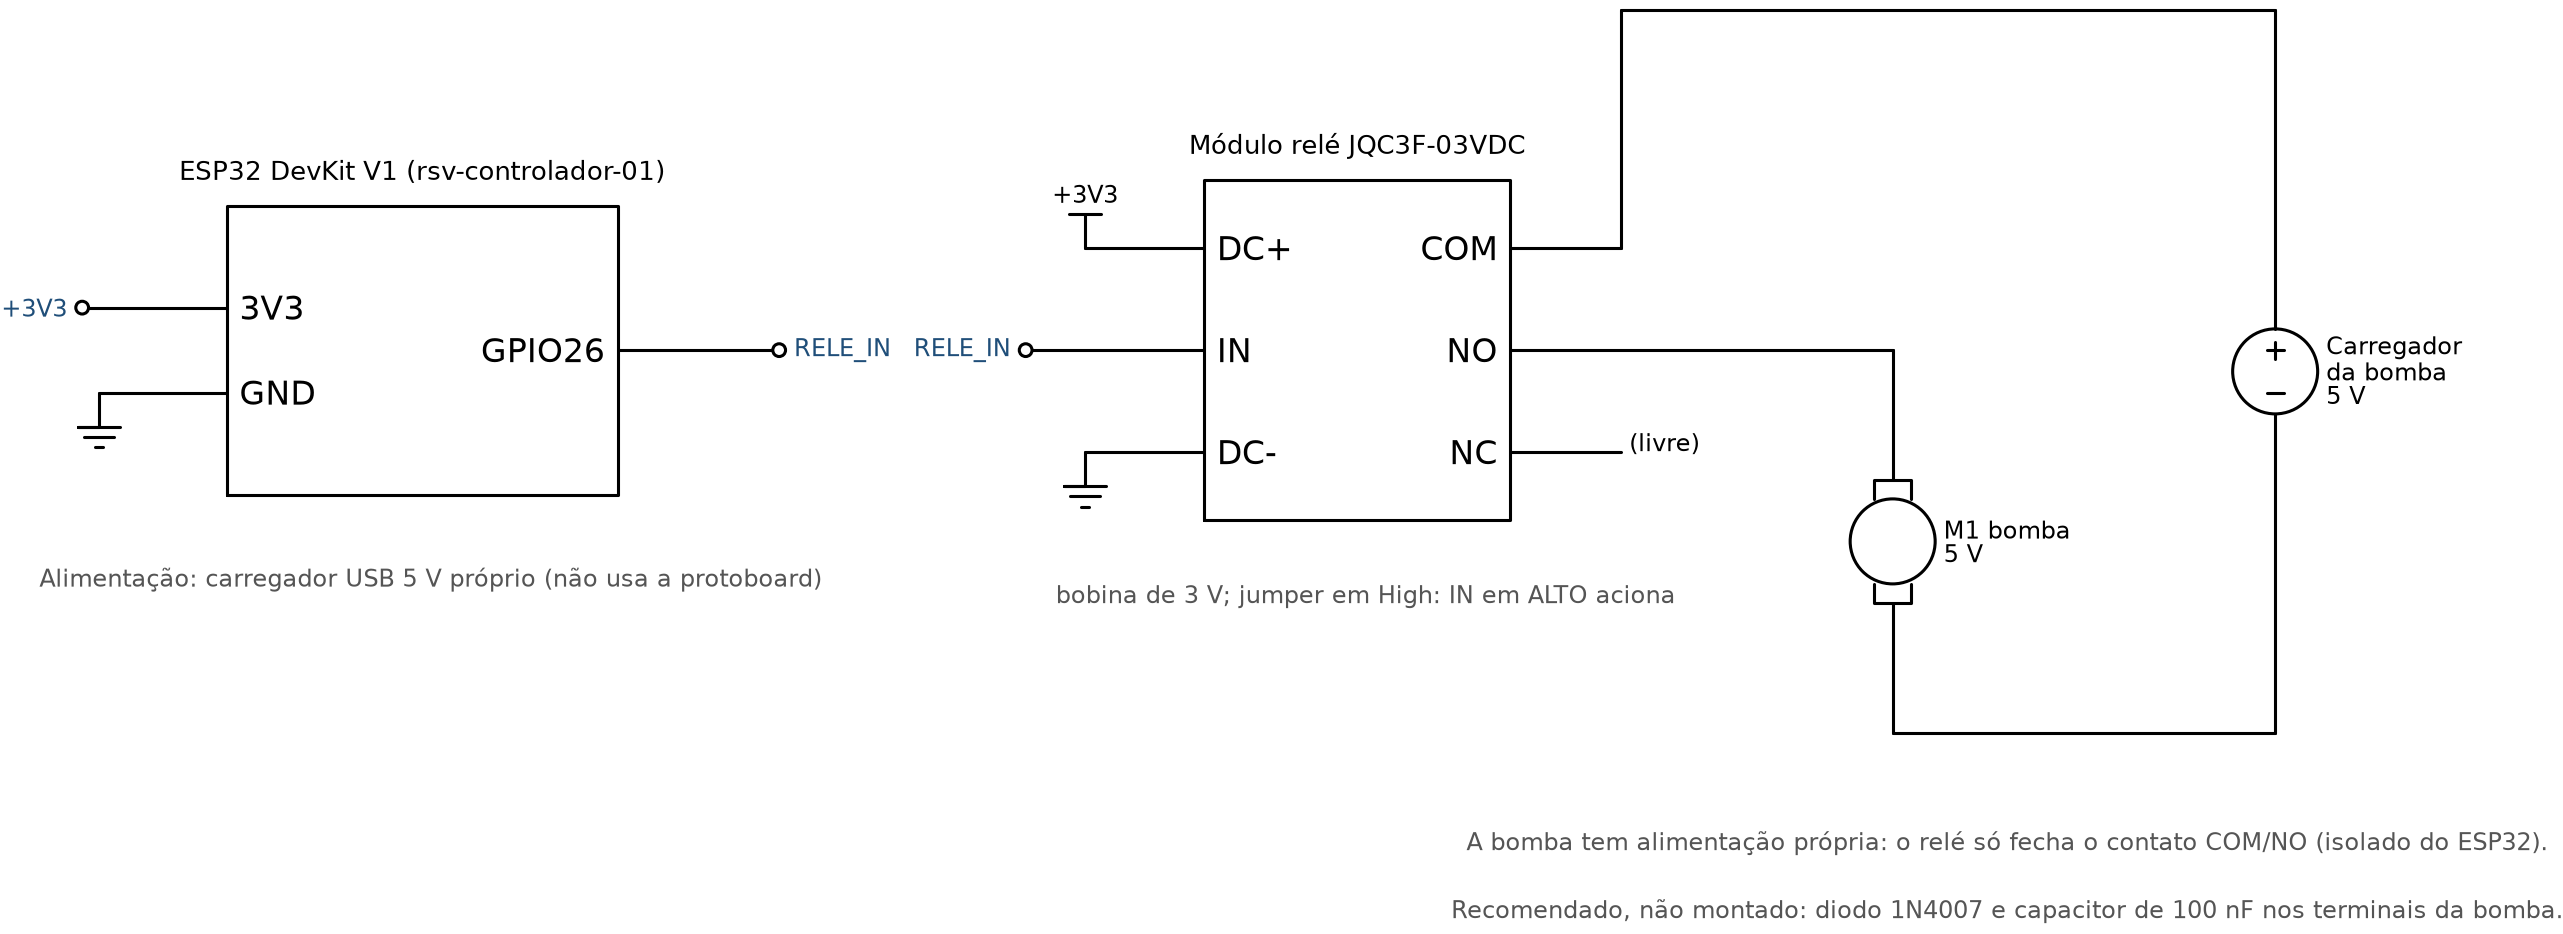 ESP32 DevKit V1 (rsv-controlador-01)
+3V3
3V3
GPIO26
GND
RELE_IN
Alimentação: carregador USB 5 V próprio (não usa a protoboard)
Módulo relé JQC3F-03VDC
+3V3
DC+
COM
RELE_IN
IN
NO
DC-
NC
(livre)
bobina de 3 V; jumper em High: IN em ALTO aciona
M1 bomba
5 V
+
−
Carregador
da bomba
5 V
A bomba tem alimentação própria: o relé só fecha o contato COM/NO (isolado do ESP32).
Recomendado, não montado: diodo 1N4007 e capacitor de 100 nF nos terminais da bomba.